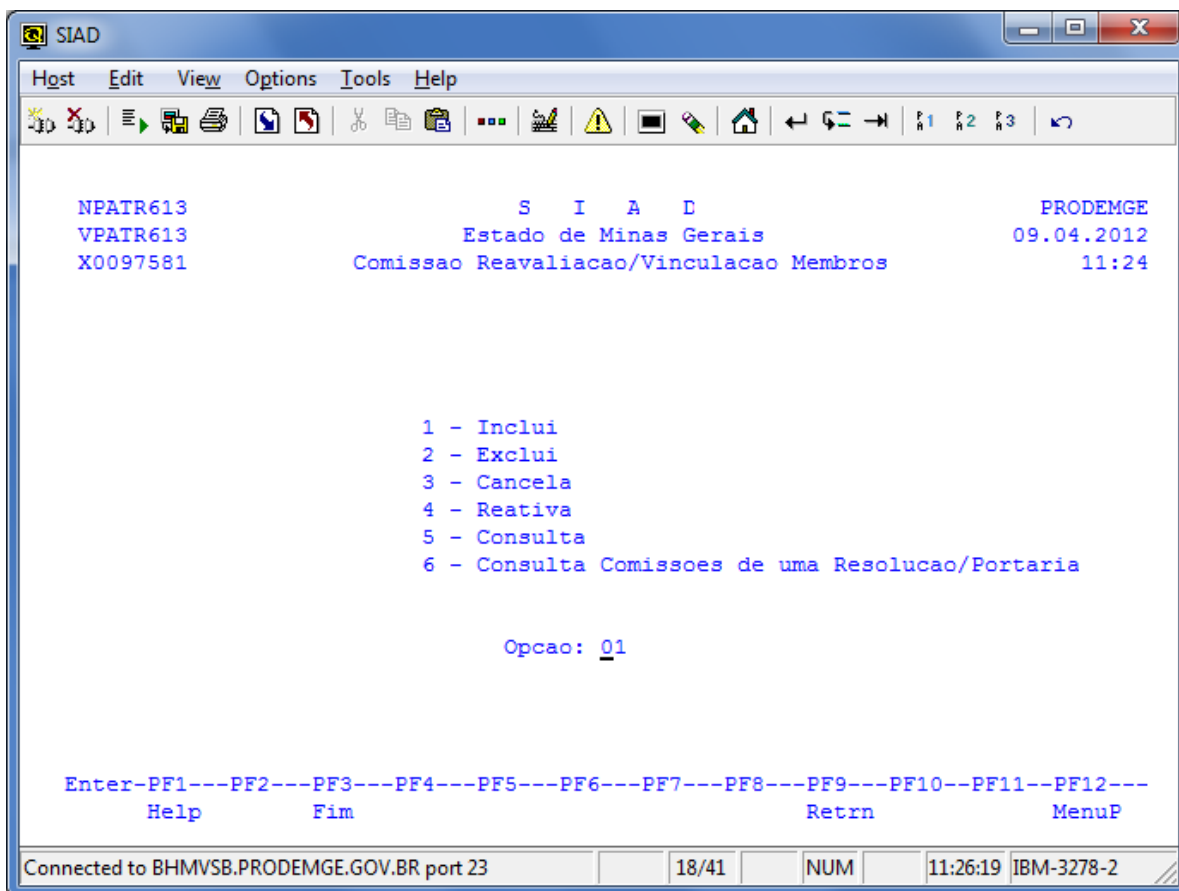 SIAD
Host Edit View Options Tools Help
NPATR613 S I A D PRODEMGE
VPATR613 Estado de Minas Gerais 09.04.2012
X0097581 Comissao Reavaliacao/Vinculacao Membros 11:24
1 - Inclui
2 - Exclui
3 - Cancela
4 - Reativa
5 - Consulta
6 - Consulta Comissoes de uma Resolucao/Portaria
Opcao: 01
Enter-PF1---PF2---PF3---PF4---PF5---PF6---PF7---PF8---PF9---PF10--PF11--PF12---
Help Fim Retrn MenuP
Connected to BHMVSB.PRODEMGE.GOV.BR port 23 18/41 NUM 11:26:19 IBM-3278-2